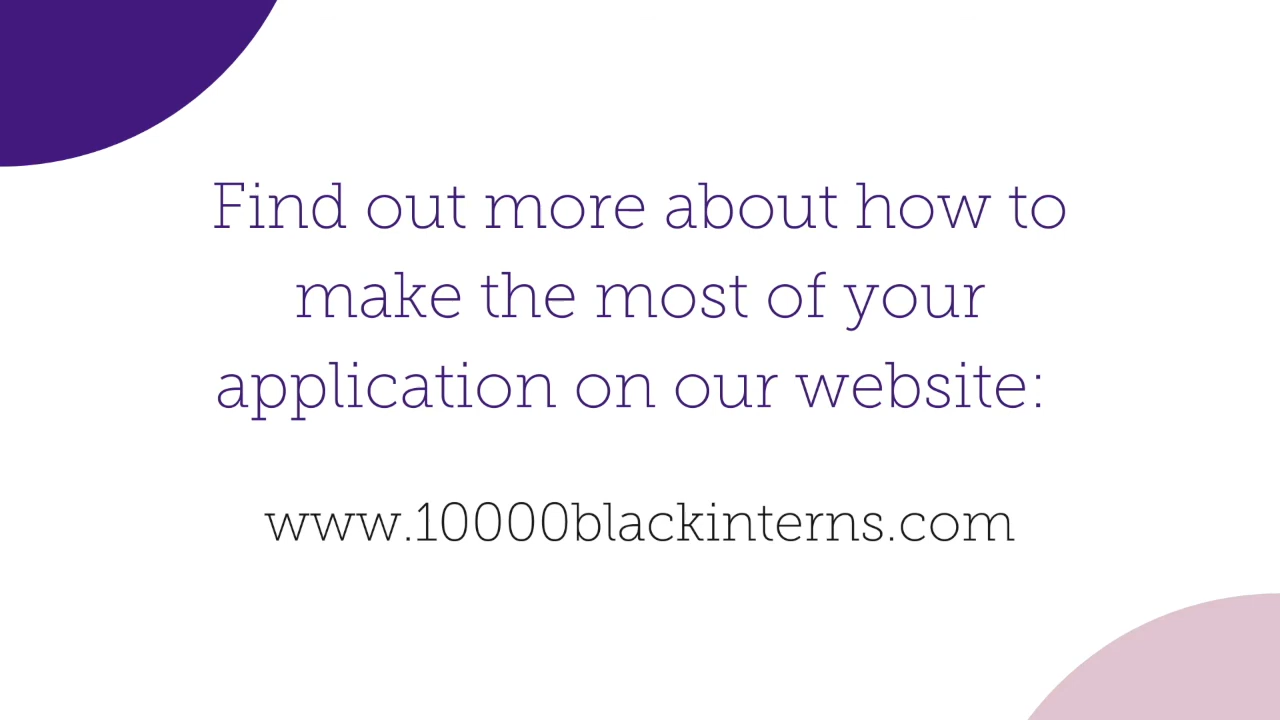 Find out more about how to
make the most of your
application on our website:
www.10000blackinterns.com